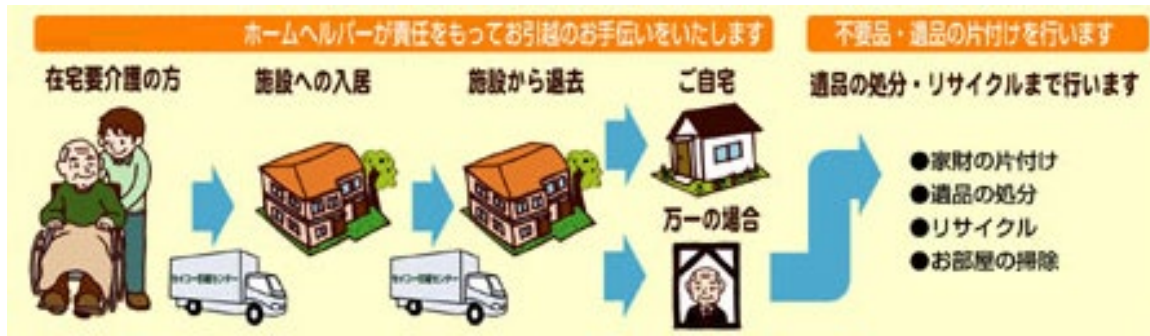 ホームヘルパーが責任をもってお引越のお手伝いをいたします
不要品・遺品の片付けを行います
在宅要介護の方
施設への入居
施設から退去
ご自宅
遺品の処分・リサイクルまで行います
万一の場合
●家財の片付け
●遺品の処分
●リサイクル
●お部屋の掃除